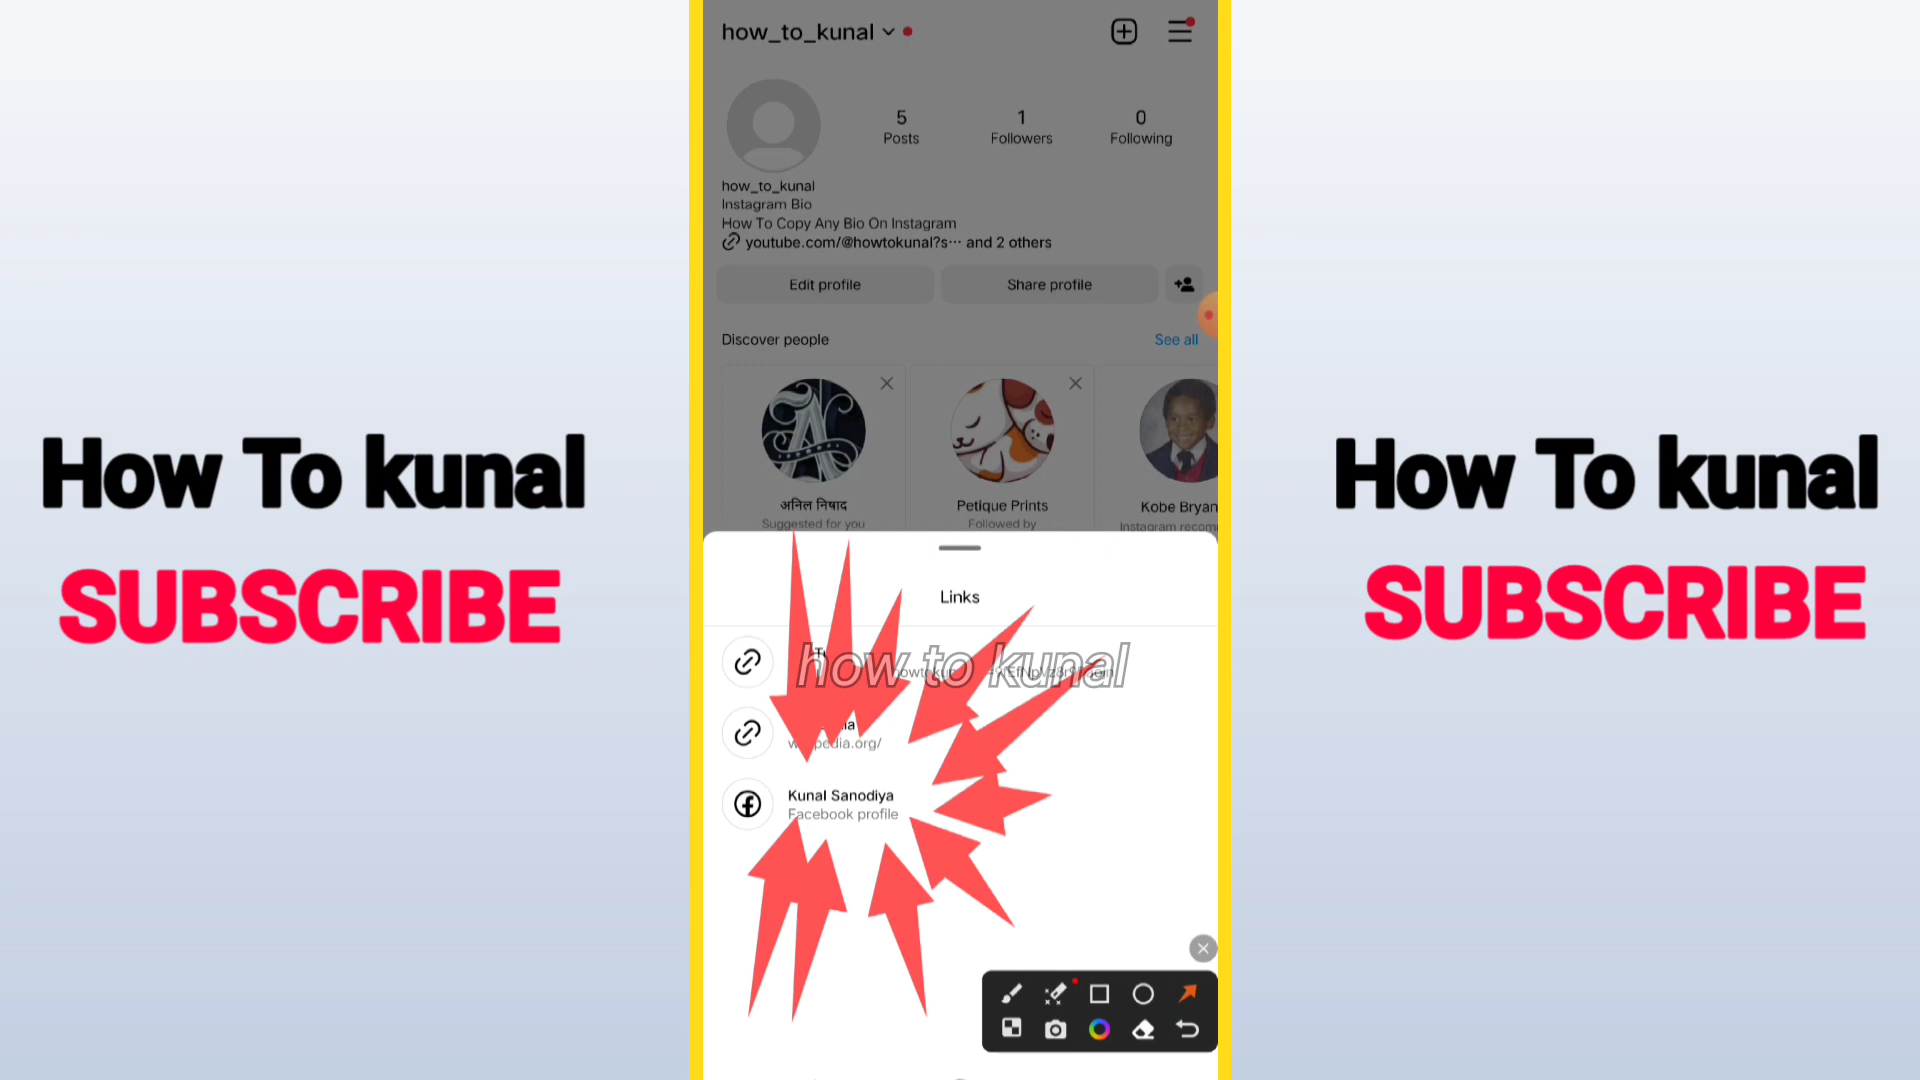 how_to_kunal
5
Posts
1
Followers
0
Following
how_to_kunal
Instagram Bio
How To Copy Any Bio On Instagram
youtube.com/@howtokunal?s... and 2 others
Edit profile
Share profile
Discover people
See all
अनिल निषाद
Suggested for you
Petique Prints
Followed by
Kobe Bryan
Instagram recom
How To kunal
SUBSCRIBE
How To kunal
SUBSCRIBE
Links
how to kunal
Kunal Sanodiya
Facebook profile